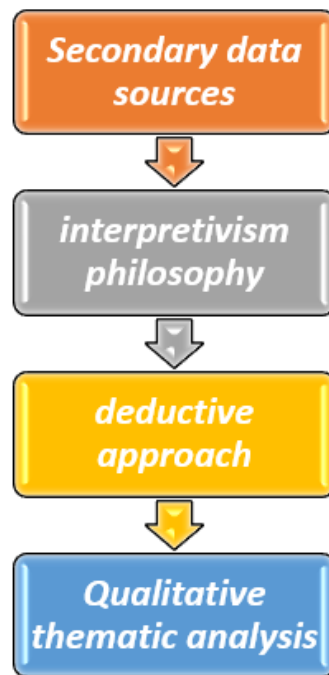 Secondary data
sources
interpretivism
philosophy
deductive
approach
Qualitative
thematic analysis